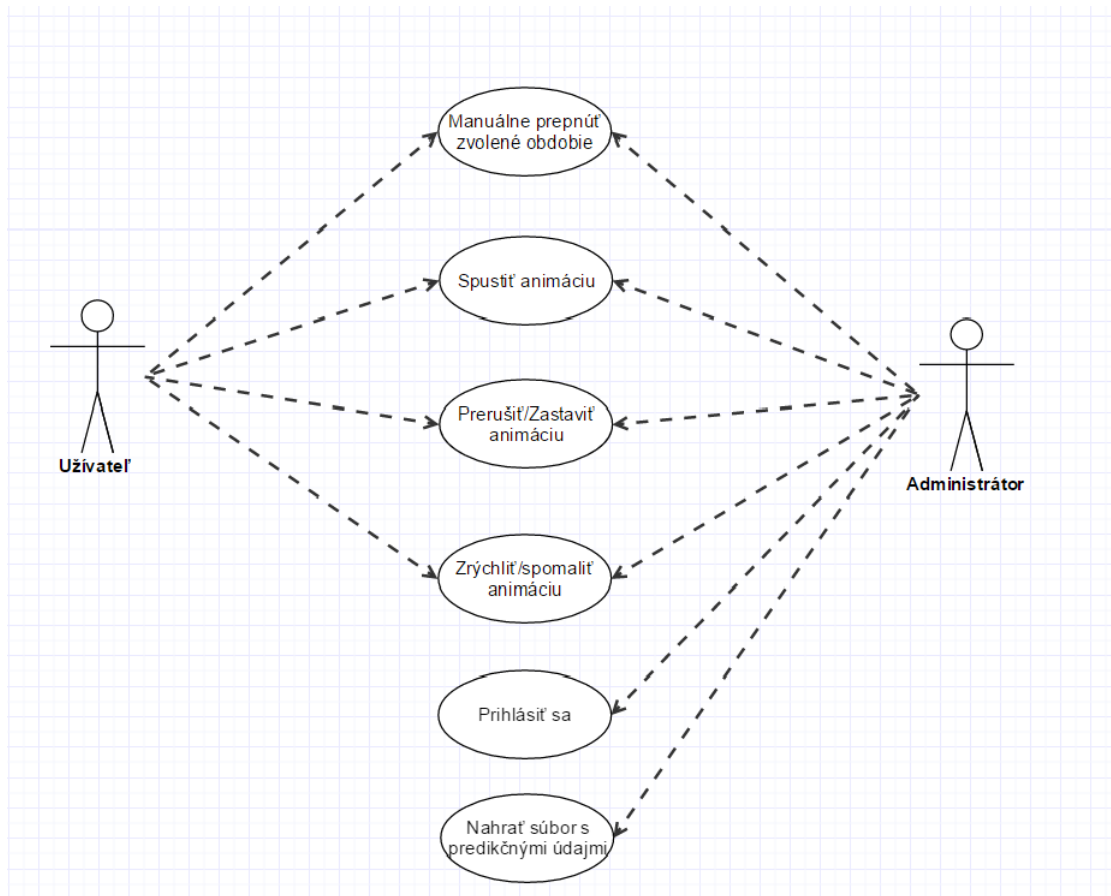 Manuálne prepnúť
zvolené obdobie
Spustiť animáciu
Prerušiť/Zastaviť
animáciu
Užívateľ
Administrátor
Zrýchliť/spomaliť
animáciu
Prihlásiť sa
Nahrať súbor s
predikčnými údajmi